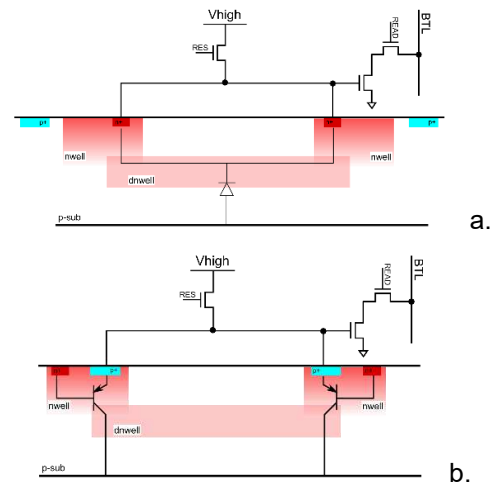 Vhigh
RES
READ
BTL
p+
n+
n+
p+
nwell
nwell
dnwell
p-sub
a.
Vhigh
RES
READ
BTL
n+
p+
p+
n+
nwell
nwell
dnwell
p-sub
b.